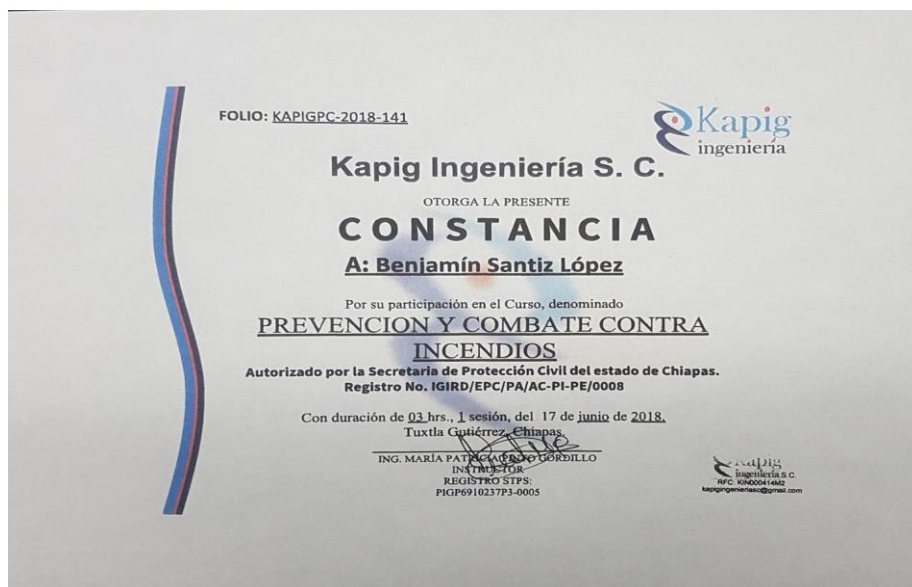 FOLIO: KAPIGPC-2018-141
Kapig
ingeniería
Kapig Ingeniería S. C.
OTORGA LA PRESENTE
CONSTANCIA
A: Benjamín Santiz López
Por su participación en el Curso, denominado
PREVENCION Y COMBATE CONTRA
INCENDIOS
Autorizado por la Secretaria de Protección Civil del estado de Chiapas.
Registro No. IGIRD/EPC/PA/AC-PI-PE/0008
Con duración de 03 hrs., 1 sesión, del 17 de junio de 2018.
Tuxtla Gutiérrez, Chiapas.
ING. MARÍA PATRICIA PINTO GORDILLO
INSTRUCTOR
REGISTRO STPS:
PIGP6910237P3-0005
Kapig
ingeniería s.c.
RFC: KIN000414M2
kapigingenieriasc@gmail.com